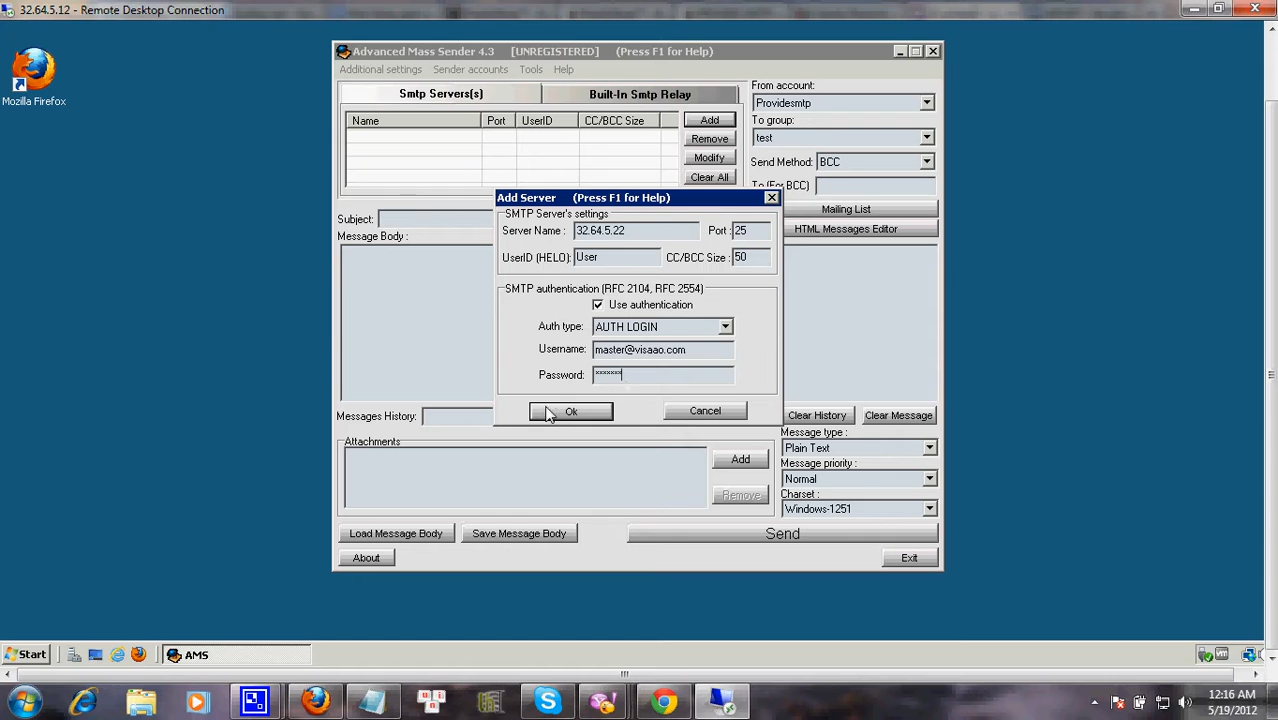 32.64.5.12 - Remote Desktop Connection
Mozilla Firefox
Advanced Mass Sender 4.3 [UNREGISTERED] (Press F1 for Help)
Additional settings Sender accounts Tools Help
Smtp Servers(s) Built-In Smtp Relay
Name Port UserID CC/BCC Size
Add
Remove
Modify
Clear All
From account:
Providesmtp
To group:
test
Send Method: BCC
To (For BCC)
Mailing List
HTML Messages Editor
Subject:
Message Body:
Add Server (Press F1 for Help)
SMTP Server's settings
Server Name : 32.64.5.22 Port : 25
UserID (HELO): User CC/BCC Size : 50
SMTP authentication (RFC 2104, RFC 2554)
Use authentication
Auth type: AUTH LOGIN
Username: master@visaao.com
Password: *******
Ok Cancel
Messages History: Clear History Clear Message
Attachments
Add
Remove
Message type :
Plain Text
Message priority :
Normal
Charset :
Windows-1251
Load Message Body Save Message Body Send
About Exit
Start AMS
12:16 AM
5/19/2012